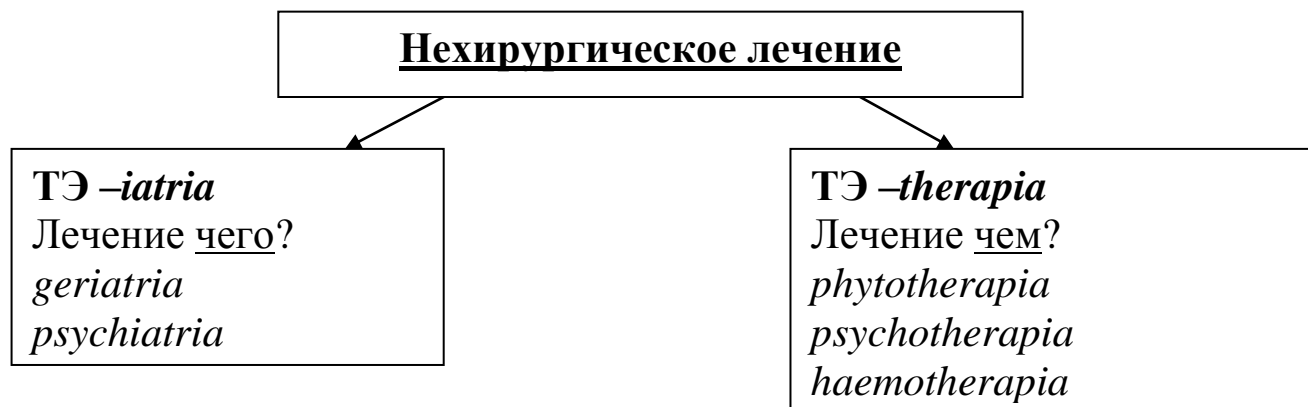 Нехирургическое лечение
ТЭ –iatria
Лечение чего?
geriatria
psychiatria
ТЭ –therapia
Лечение чем?
phytotherapia
psychotherapia
haemotherapia